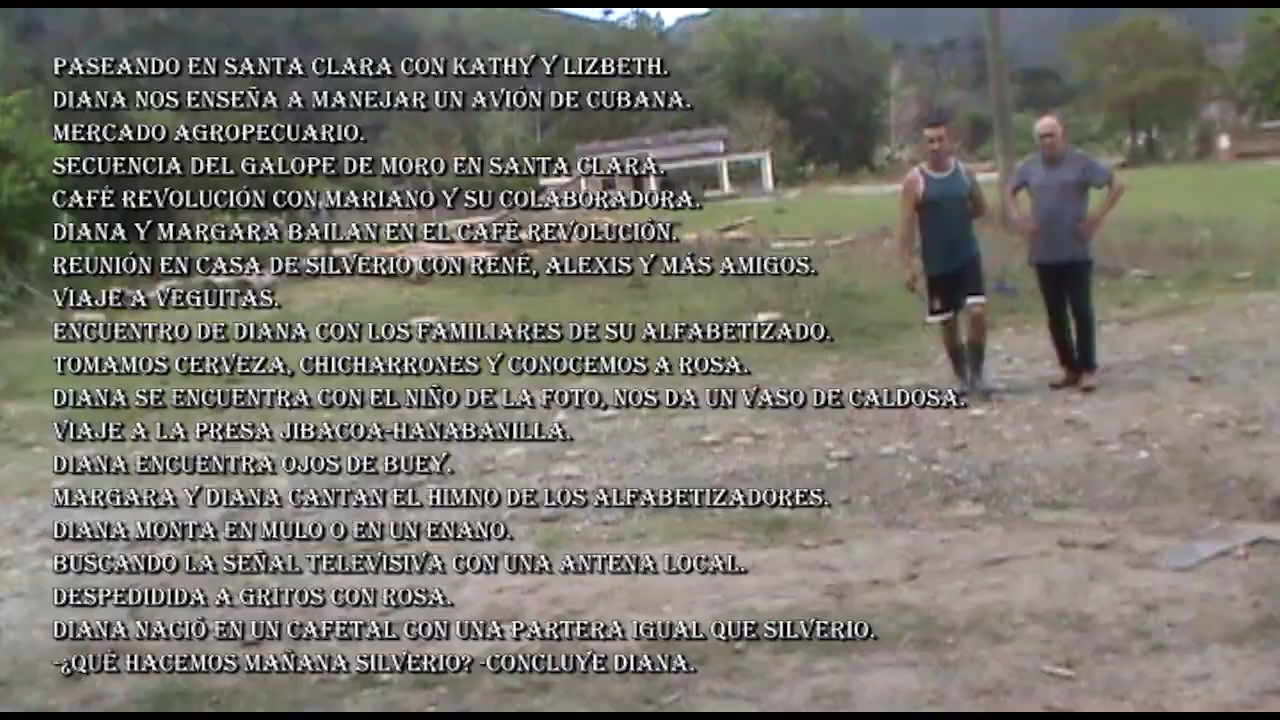 PASEANDO EN SANTA CLARA CON KATHY Y LIZBETH.
DIANA NOS ENSEÑA A MANEJAR UN AVIÓN DE CUBANA.
MERCADO AGROPECUARIO.
SECUENCIA DEL GALOPE DE MORO EN SANTA CLARA.
CAFÉ REVOLUCIÓN CON MARIANO Y SU COLABORADORA.
DIANA Y MARGARA BAILAN EN EL CAFÉ REVOLUCIÓN.
REUNIÓN EN CASA DE SILVERIO CON RENÉ, ALEXIS Y MÁS AMIGOS.
VIAJE A VEGUITAS.
ENCUENTRO DE DIANA CON LOS FAMILIARES DE SU ALFABETIZADO.
TOMAMOS CERVEZA, CHICHARRONES Y CONOCEMOS A ROSA.
DIANA SE ENCUENTRA CON EL NIÑO DE LA FOTO, NOS DA UN VASO DE CALDOSA.
VIAJE A LA PRESA JIBACOA-HANABANILLA.
DIANA ENCUENTRA OJOS DE BUEY.
MARGARA Y DIANA CANTAN EL HIMNO DE LOS ALFABETIZADORES.
DIANA MONTA EN MULO O EN UN ENANO.
BUSCANDO LA SEÑAL TELEVISIVA CON UNA ANTENA LOCAL.
DESPEDIDIDA A GRITOS CON ROSA.
DIANA NACIÓ EN UN CAFETAL CON UNA PARTERA IGUAL QUE SILVERIO.
-¿QUÉ HACEMOS MAÑANA SILVERIO? -CONCLUYE DIANA.